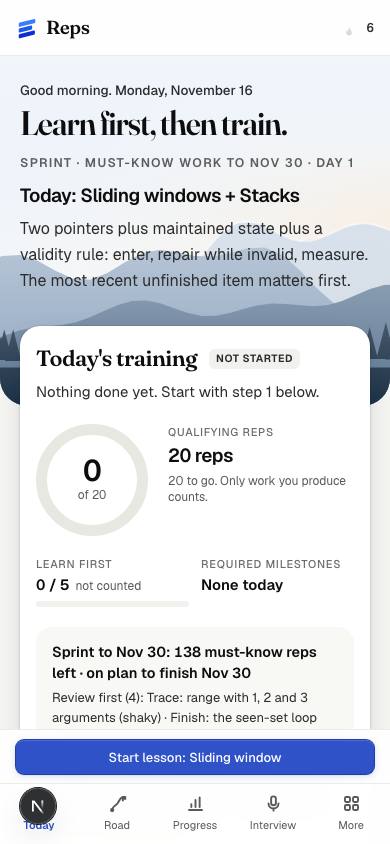 Reps
6
Good morning. Monday, November 16
Learn first, then train.
SPRINT · MUST-KNOW WORK TO NOV 30 · DAY 1
Today: Sliding windows + Stacks
Two pointers plus maintained state plus a
validity rule: enter, repair while invalid, measure.
The most recent unfinished item matters first.
Today's training
NOT STARTED
Nothing done yet. Start with step 1 below.
0
of 20
QUALIFYING REPS
20 reps
20 to go. Only work you produce
counts.
LEARN FIRST
0 / 5 not counted
REQUIRED MILESTONES
None today
Sprint to Nov 30: 138 must-know reps
left · on plan to finish Nov 30
Review first (4): Trace: range with 1, 2 and 3
arguments (shaky) · Finish: the seen-set loop
Start lesson: Sliding window
N
Today
Road
Progress
Interview
More